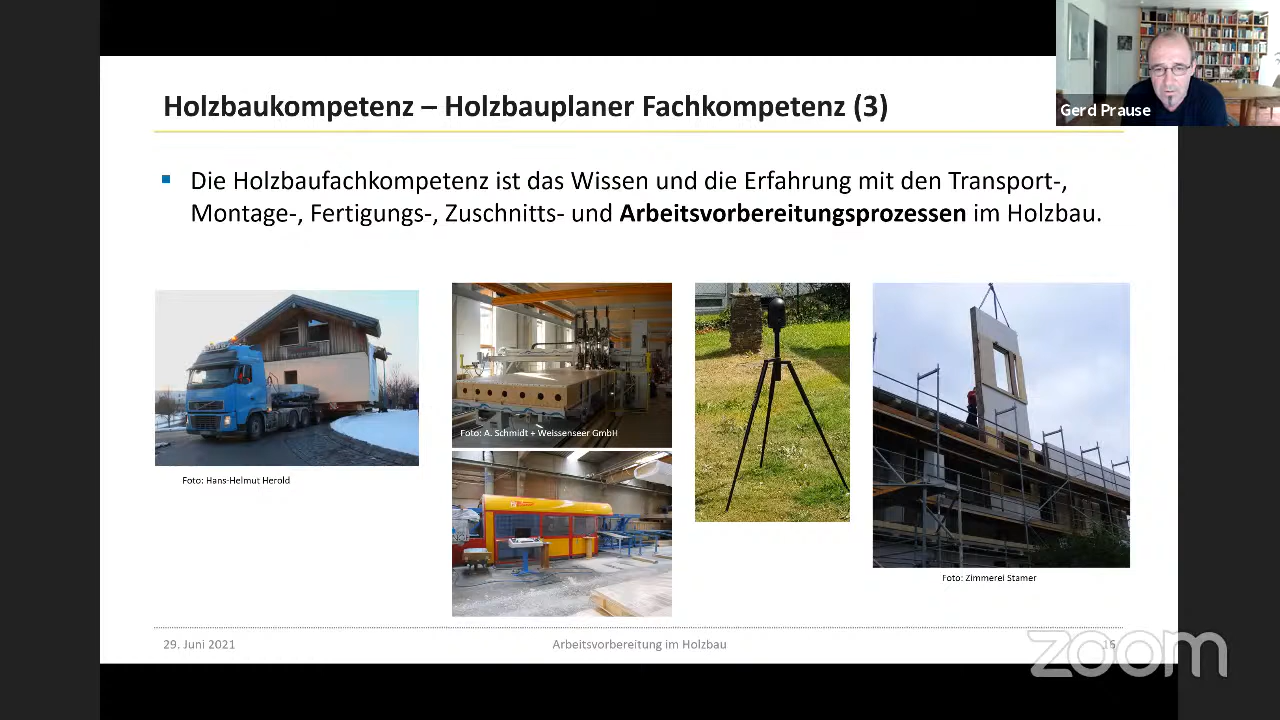 Holzbaukompetenz – Holzbauplaner Fachkompetenz (3)
Gerd Prause
Die Holzbaufachkompetenz ist das Wissen und die Erfahrung mit den Transport-,
Montage-, Fertigungs-, Zuschnitts- und Arbeitsvorbereitungsprozessen im Holzbau.
Foto: A. Schmidt + Weissenseer GmbH
Foto: Hans-Helmut Herold
Foto: Zimmerei Stamer
29. Juni 2021
Arbeitsvorbereitung im Holzbau
16
zoom